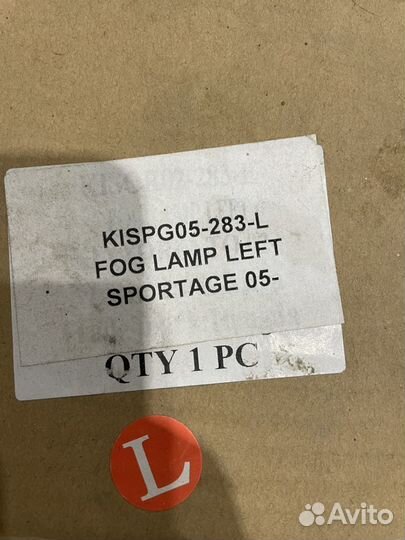 KISPG05-283-L
FOG LAMP LEFT
SPORTAGE 05-
QTY 1 PC
L
Avito